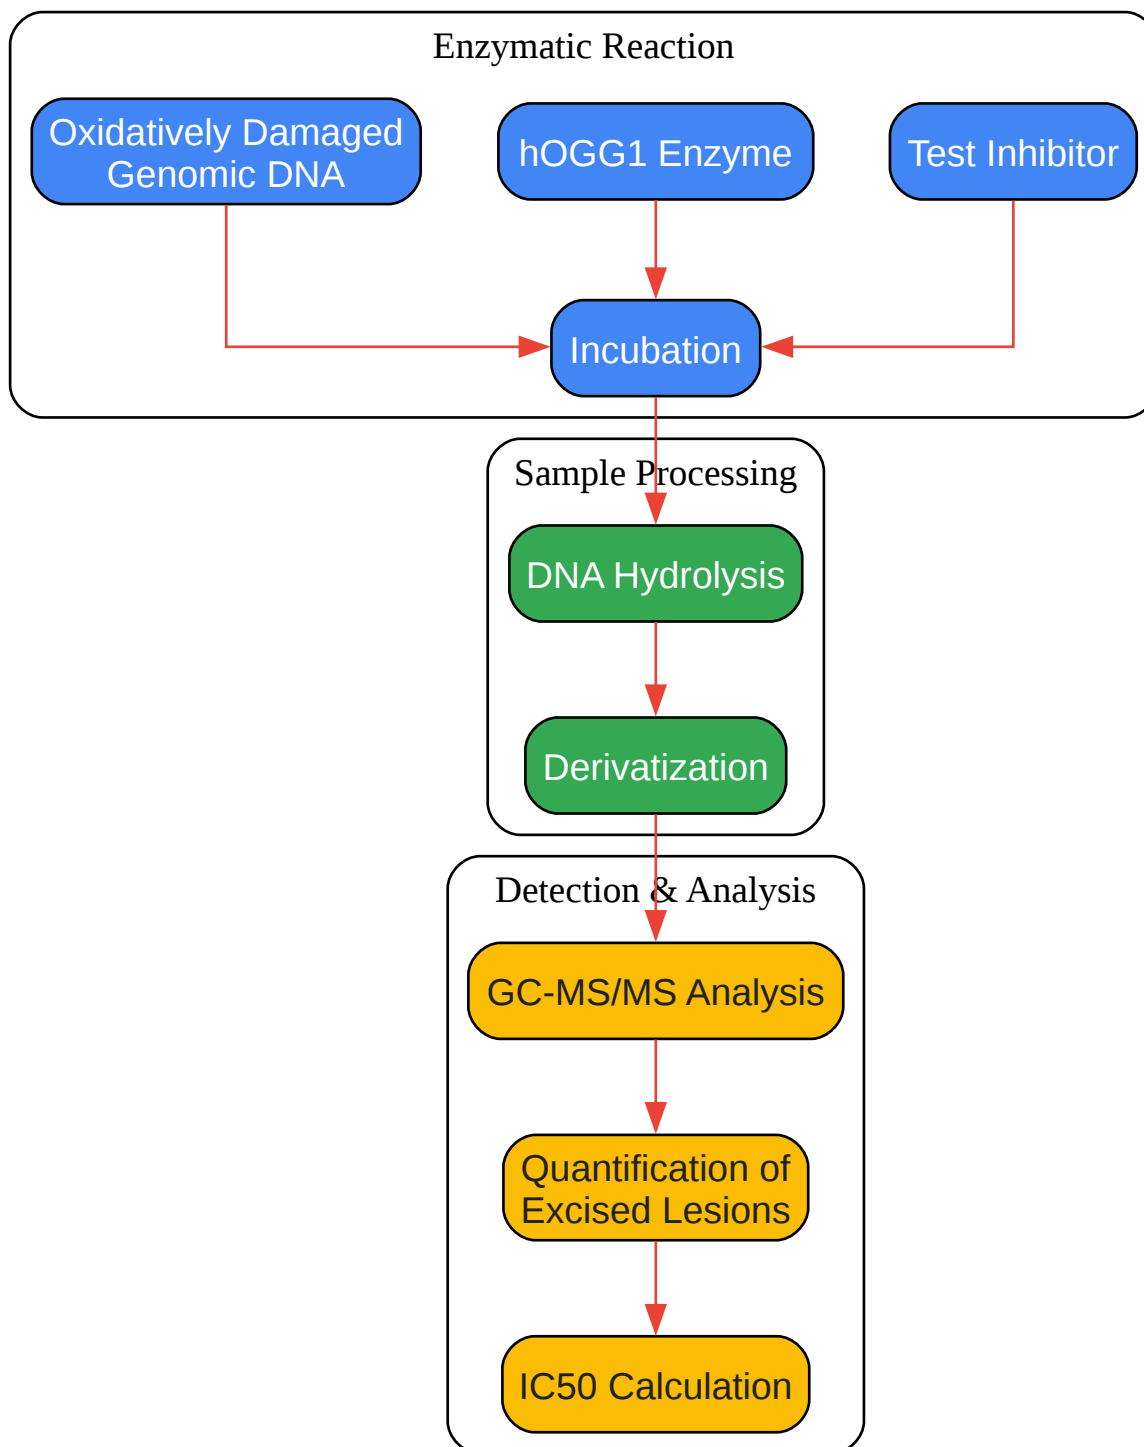 Enzymatic Reaction
Oxidatively Damaged
Genomic DNA
hOGG1 Enzyme
Test Inhibitor
Incubation
Sample Processing
DNA Hydrolysis
Derivatization
Detection & Analysis
GC-MS/MS Analysis
Quantification of
Excised Lesions
IC50 Calculation